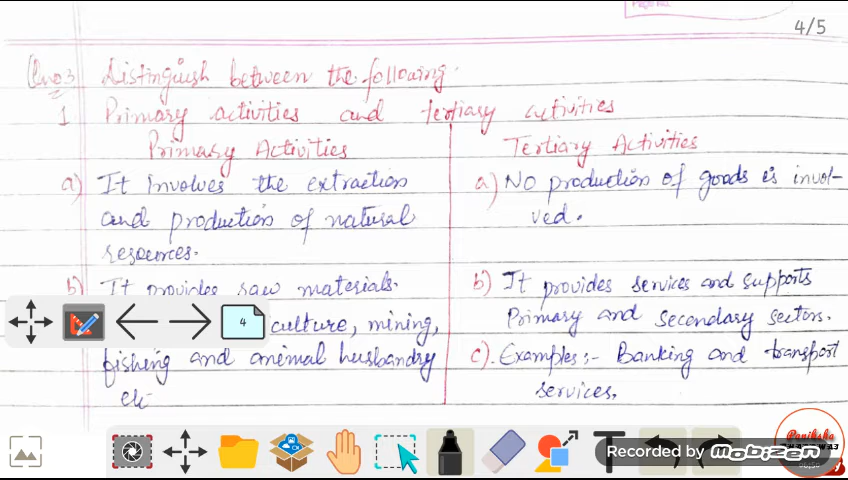 4/5
Qno3 Distinguish between the following.
1 Primary activities and tertiary activities
Primary Activities
a) It involves the extraction
and production of natural
resources.
b) It provides raw materials.
culture, mining,
fishing and animal husbandry
etc
Tertiary Activities
a) No production of goods is invol-
ved.
b) It provides services and supports
Primary and secondary sectors.
c). Examples:- Banking and transport
services.
4
Recorded by mobizen
Paniksha